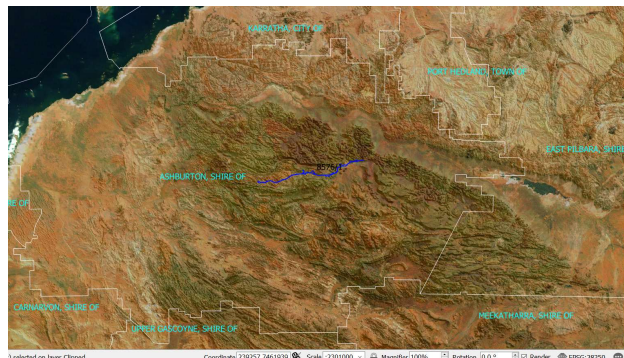 KARRATHA, CITY OF
PORT HEDLAND, TOWN OF
EAST PILBARA, SHIRE
ASHBURTON, SHIRE OF
RE OF
CARNARVON, SHIRE OF
UPPER GASCOYNE, SHIRE OF
MEEKATHARRA, SHIRE OF
selected on layer Clipped
Coordinate 239257,7461939 Scale 1:2301000 Magnifier 100% Rotation 0.0 ° Render EPSG:28350